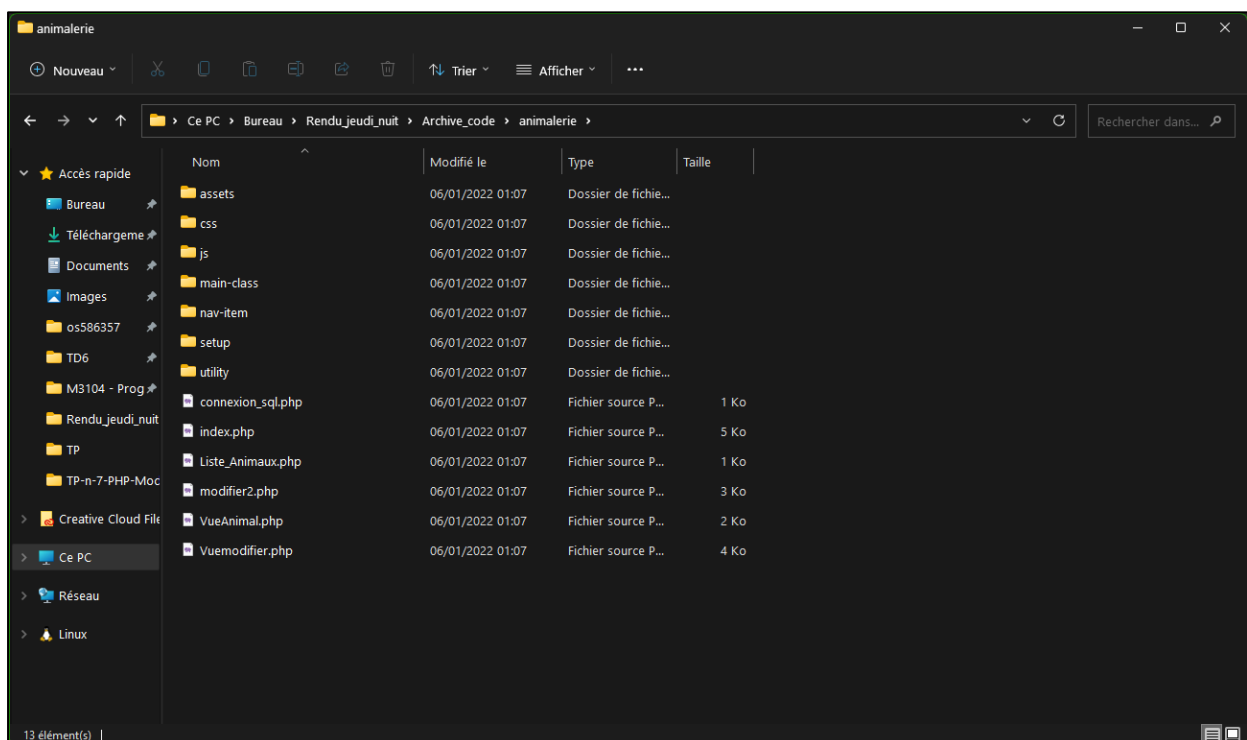 animalerie
Nouveau Trier Afficher
Ce PC > Bureau > Rendu_jeudi_nuit > Archive_code > animalerie >
Rechercher dans...
Nom Modifié le Type Taille
Accès rapide
Bureau
Téléchargeme
Documents
Images
os586357
TD6
M3104 - Prog
Rendu_jeudi_nuit
TP
TP-n-7-PHP-Moc
Creative Cloud File
Ce PC
Réseau
Linux
assets 06/01/2022 01:07 Dossier de fichie...
css 06/01/2022 01:07 Dossier de fichie...
js 06/01/2022 01:07 Dossier de fichie...
main-class 06/01/2022 01:07 Dossier de fichie...
nav-item 06/01/2022 01:07 Dossier de fichie...
setup 06/01/2022 01:07 Dossier de fichie...
utility 06/01/2022 01:07 Dossier de fichie...
connexion_sql.php 06/01/2022 01:07 Fichier source P... 1 Ko
index.php 06/01/2022 01:07 Fichier source P... 5 Ko
Liste_Animaux.php 06/01/2022 01:07 Fichier source P... 1 Ko
modifier2.php 06/01/2022 01:07 Fichier source P... 3 Ko
VueAnimal.php 06/01/2022 01:07 Fichier source P... 2 Ko
Vuemodifier.php 06/01/2022 01:07 Fichier source P... 4 Ko
13 élément(s)